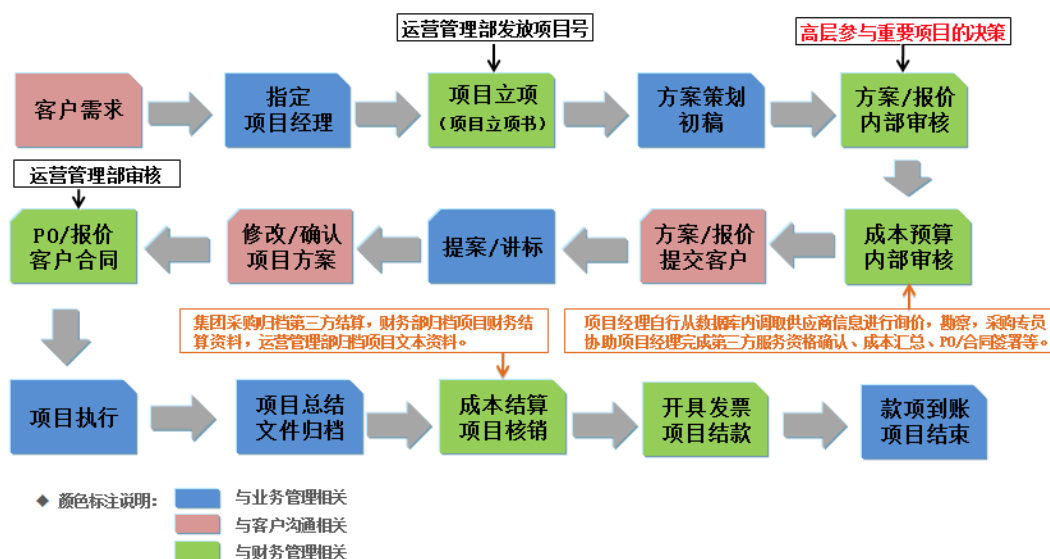 运营管理部发放项目号
高层参与重要项目的决策
客户需求
指定
项目经理
项目立项
（项目立项书）
方案策划
初稿
方案/报价
内部审核
运营管理部审核
PO/报价
客户合同
修改/确认
项目方案
提案/讲标
方案/报价
提交客户
成本预算
内部审核
集团采购归档第三方结算，财务部归档项目财务结
算资料，运营管理部归档项目文本资料。
项目经理自行从数据库内调取供应商信息进行询价，勘察，采购专员
协助项目经理完成第三方服务资格确认、成本汇总、PO/合同签署等。
项目执行
项目总结
文件归档
成本结算
项目核销
开具发票
项目结款
款项到账
项目结束
◆ 颜色标注说明:
与业务管理相关
与客户沟通相关
与财务管理相关